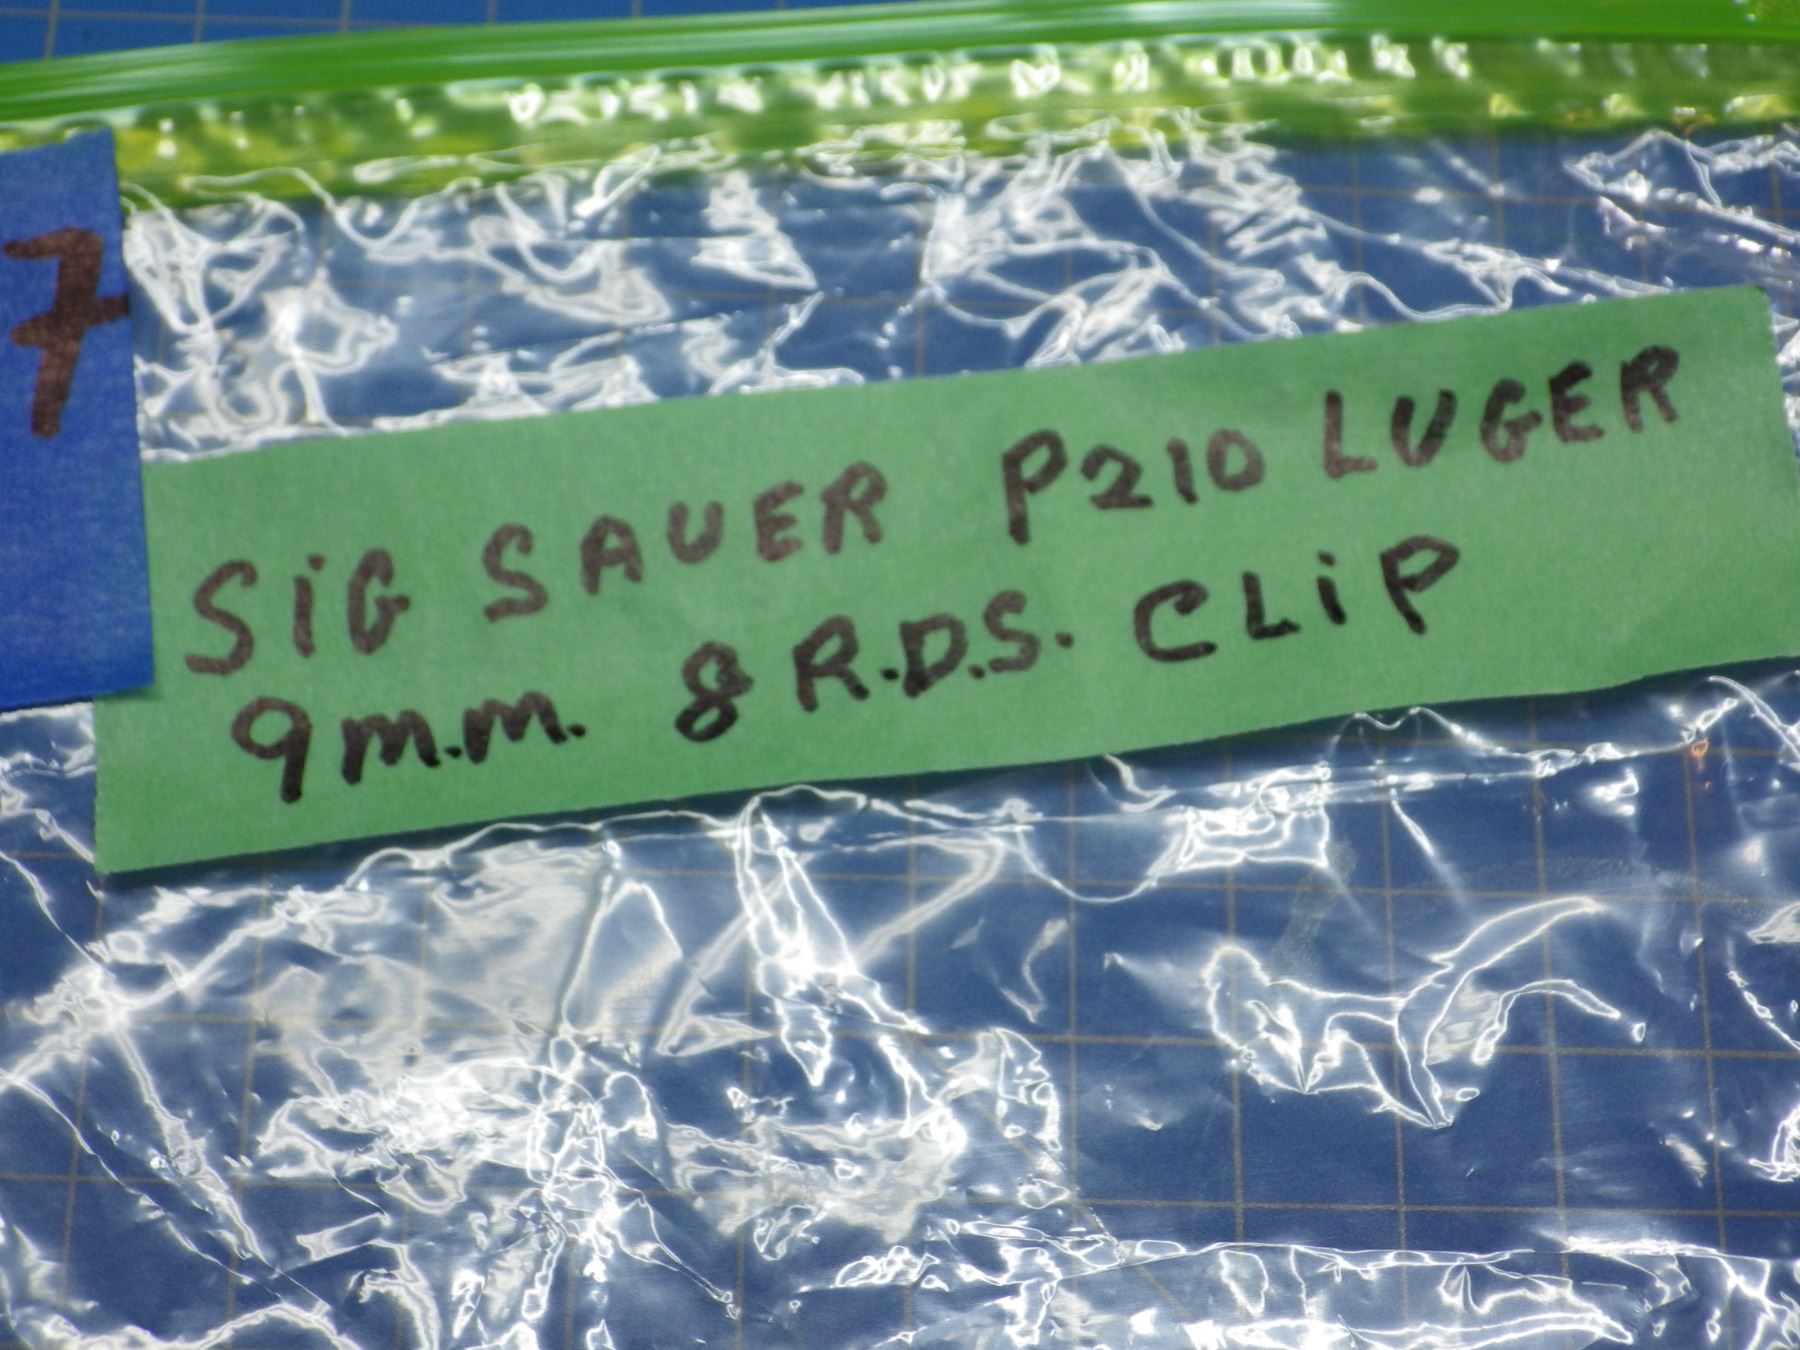 7
SiG SAUER P210 LUGER
9m.m. 8 R.D.S. CLiP